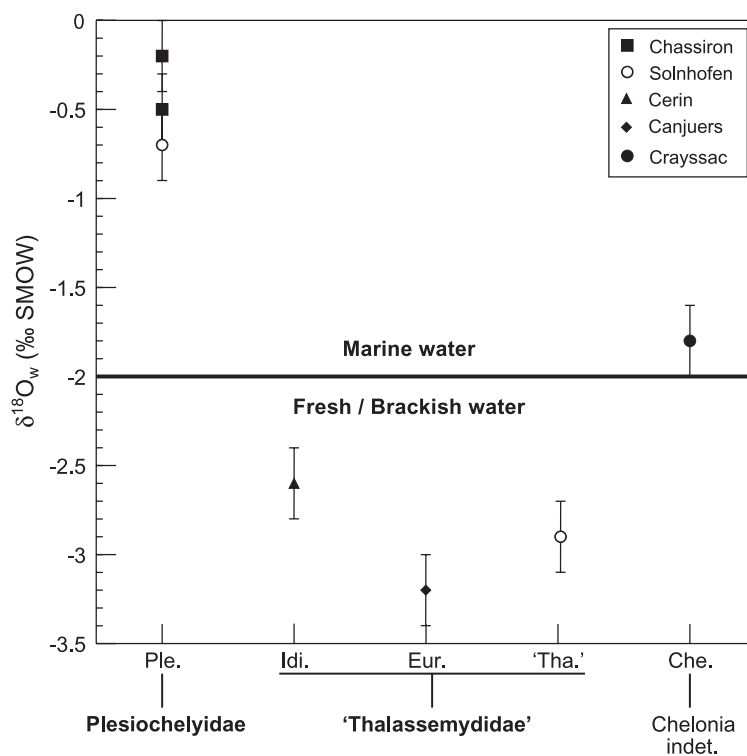 0
-0.5
-1
-1.5
-2
-2.5
-3
-3.5
δ18Ow (‰ SMOW)
Chassiron
Solnhofen
Cerin
Canjuers
Crayssac
Marine water
Fresh / Brackish water
Ple. Idi. Eur. ‘Tha.’ Che.
Plesiochelyidae ‘Thalassemydidae’ Chelonia
indet.